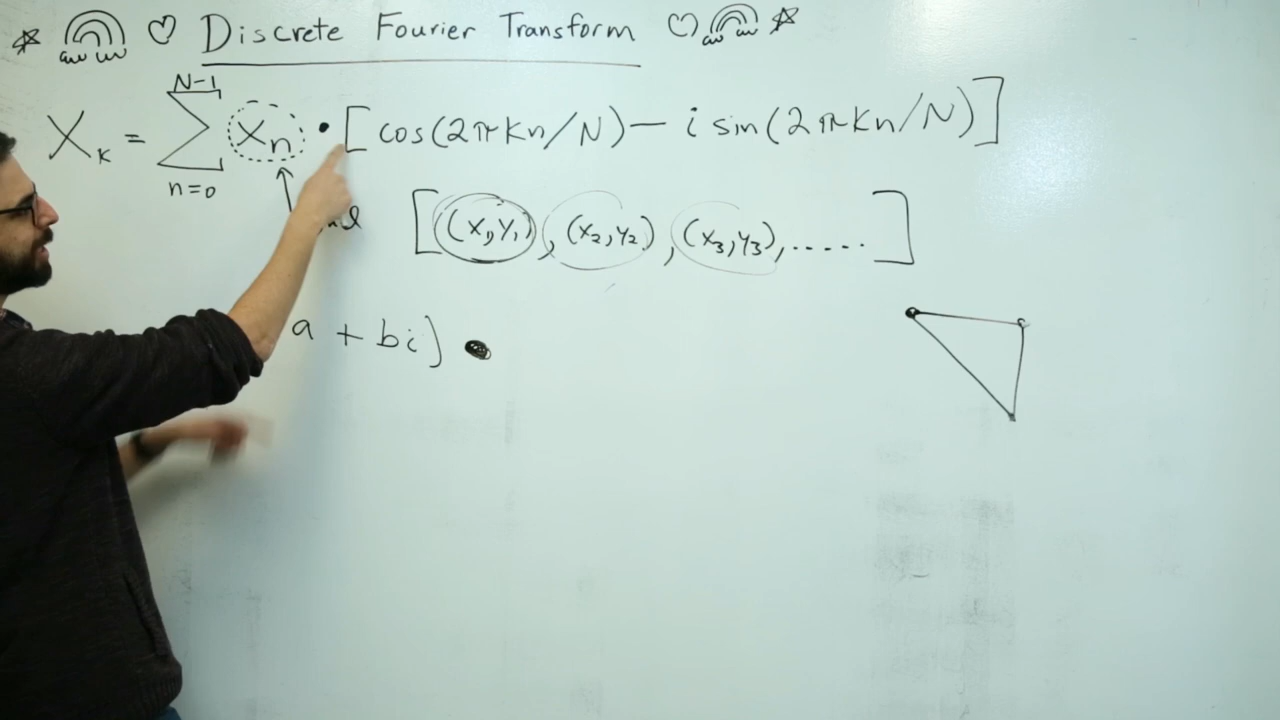 Discrete Fourier Transform
X_k = Σ_{n=0}^{N-1} x_n • [cos(2πkn/N) - i sin(2πkn/N)]
[(x₁,y₁), (x₂,y₂), (x₃,y₃), ......]
a + bi) •